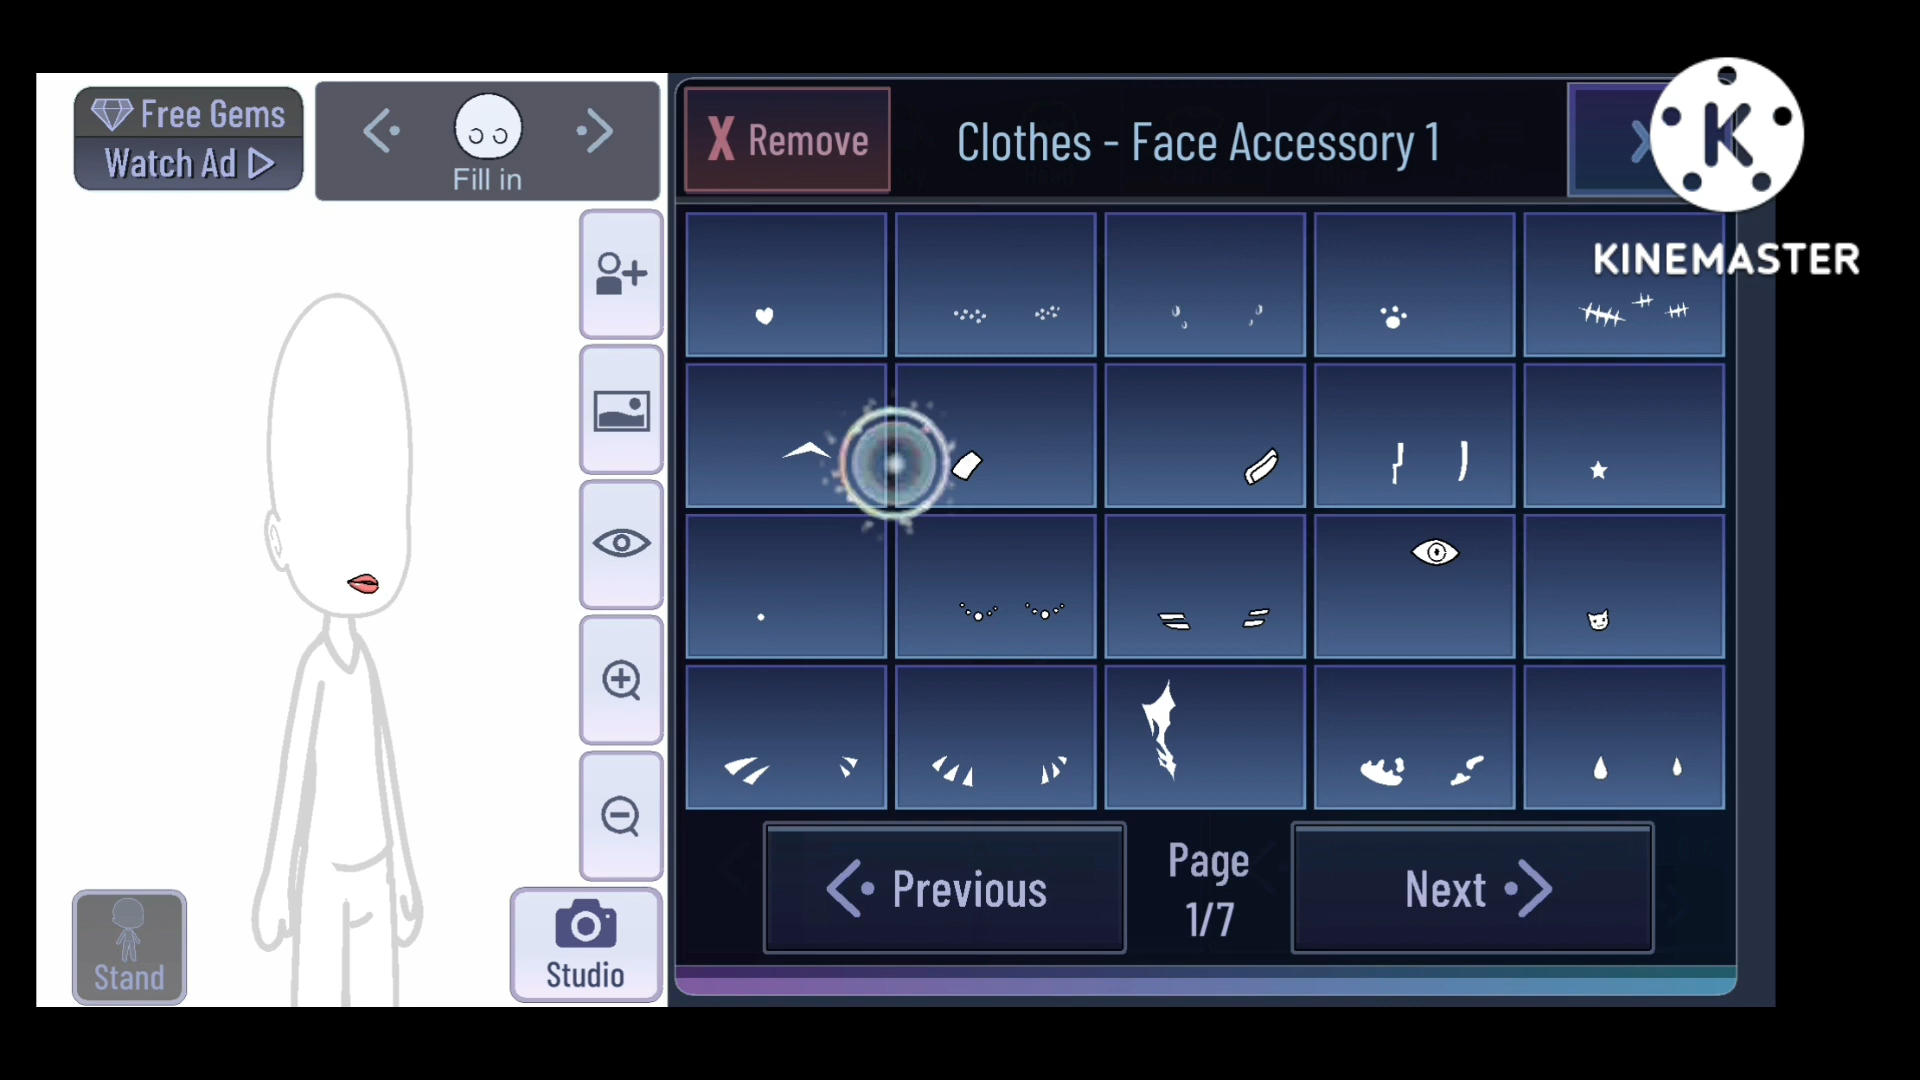 Free Gems
Watch Ad
Fill in
X Remove
Clothes - Face Accessory 1
X
K
KINEMASTER
Previous
Page
1/7
Next
Stand
Studio